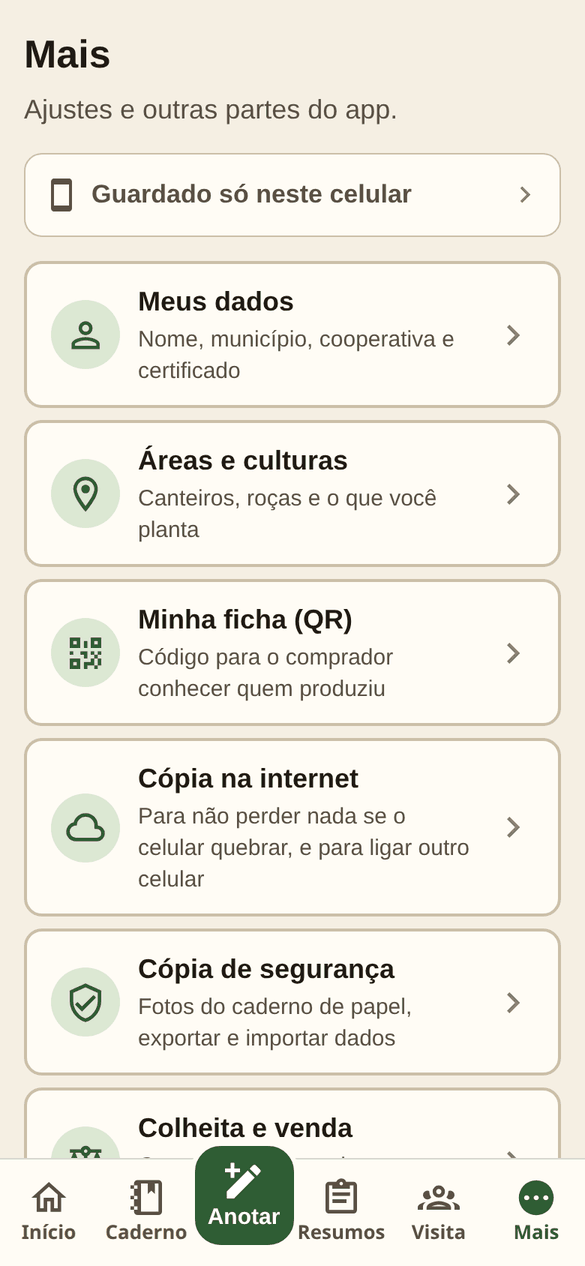 Mais
Ajustes e outras partes do app.
Guardado só neste celular
Meus dados
Nome, município, cooperativa e
certificado
Áreas e culturas
Canteiros, roças e o que você
planta
Minha ficha (QR)
Código para o comprador
conhecer quem produziu
Cópia na internet
Para não perder nada se o
celular quebrar, e para ligar outro
celular
Cópia de segurança
Fotos do caderno de papel,
exportar e importar dados
Colheita e venda
Início
Caderno
Anotar
Resumos
Visita
Mais